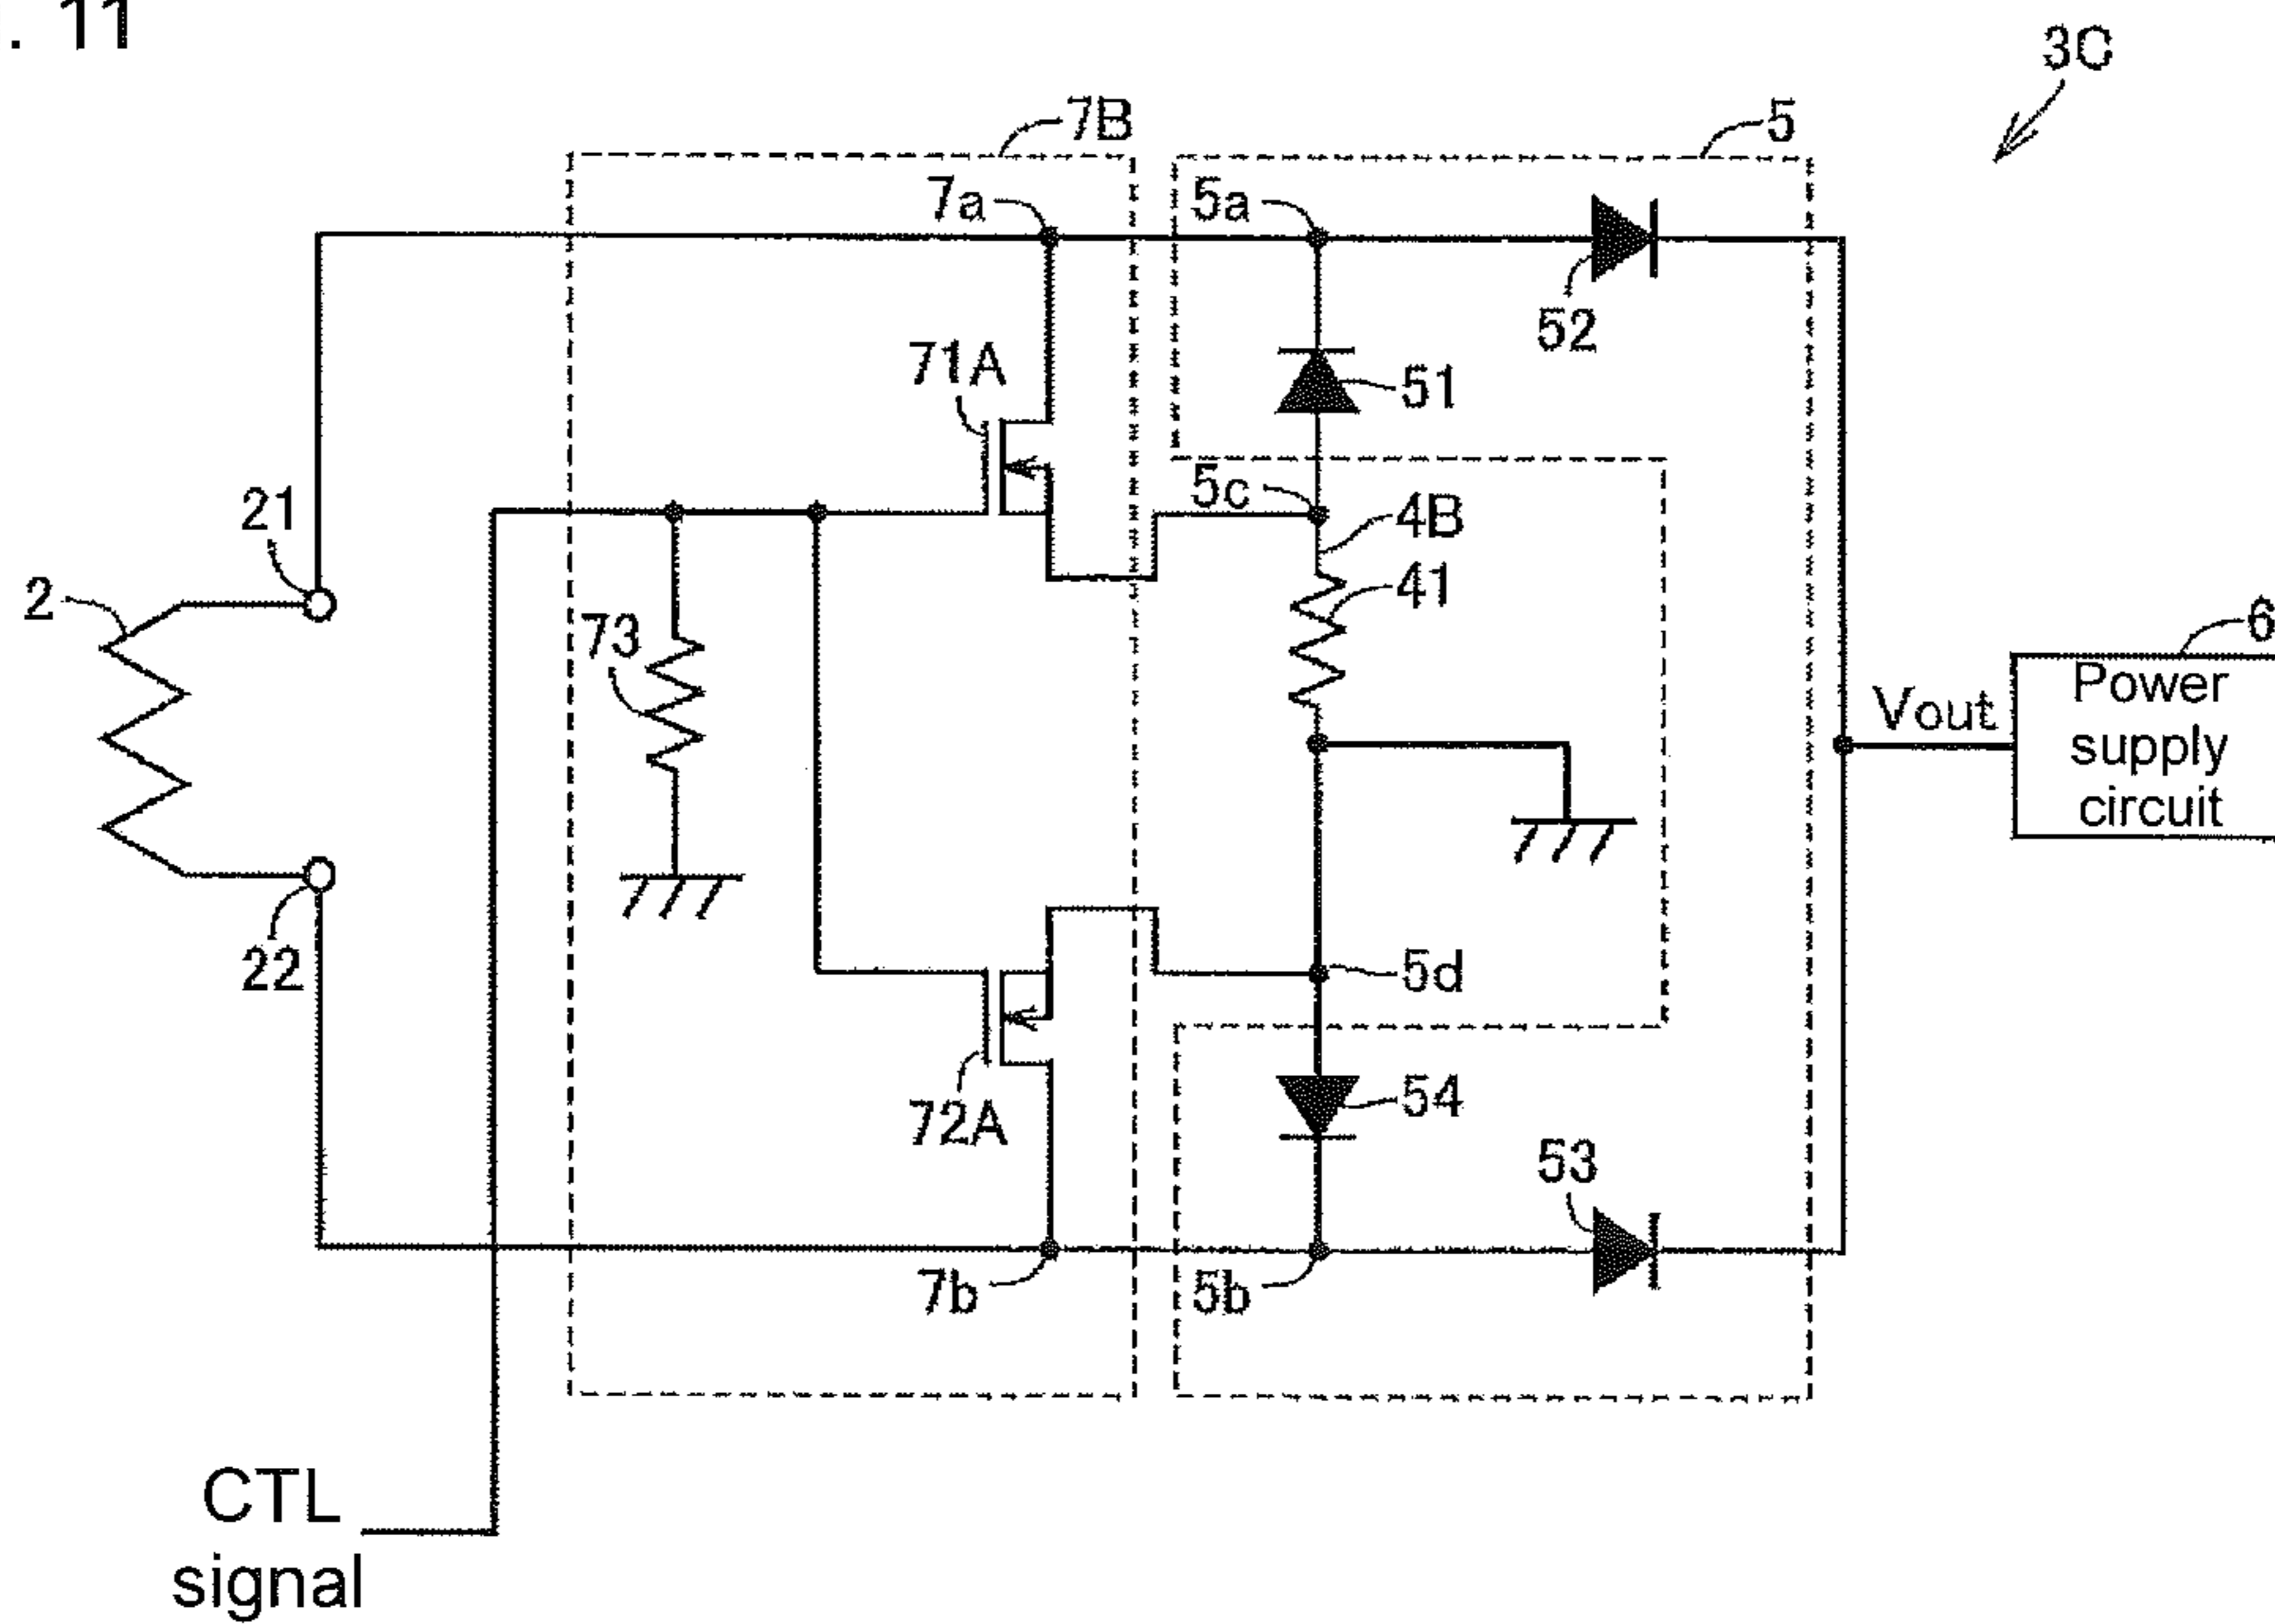 . 11
3C
7B
5
7a
5a
52
71A
51
5c
4B
21
41
2
73
6
Power
supply
circuit
Vout
22
5d
72A
54
53
7b
5b
CTL
signal